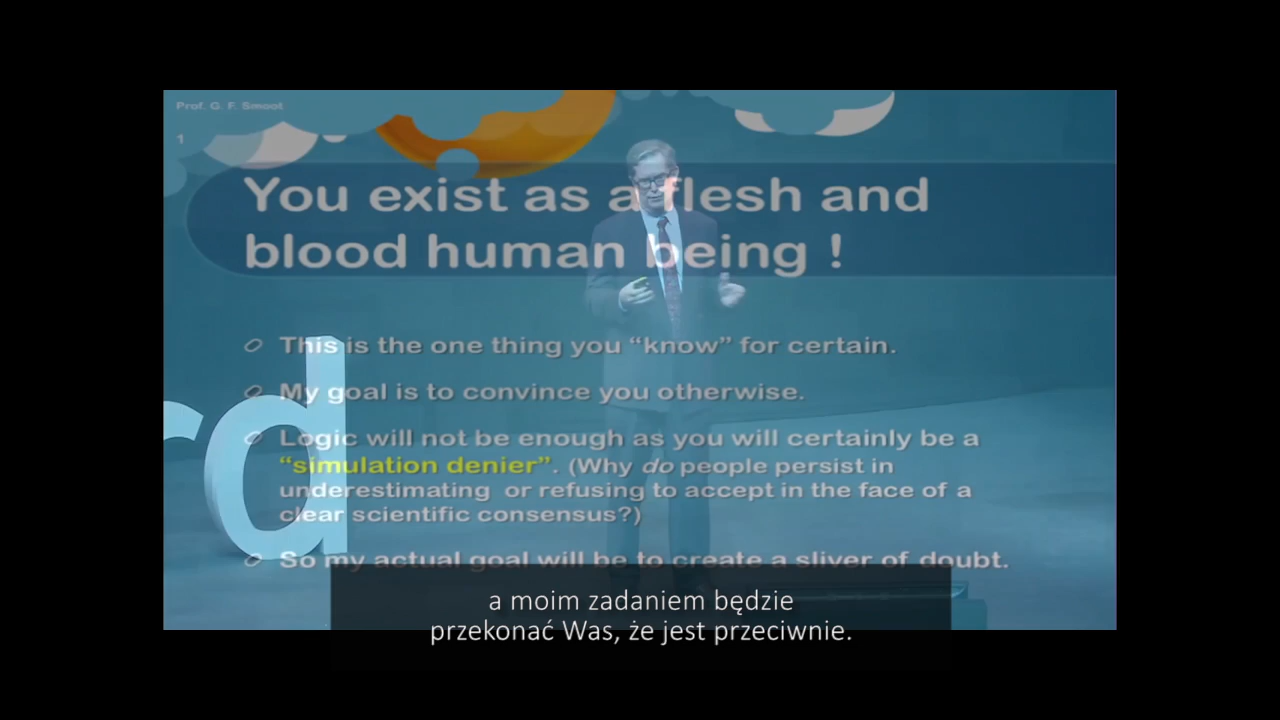 Prof. G. F. Smoot
1
You exist as a flesh and
blood human being !
This is the one thing you “know” for certain.
My goal is to convince you otherwise.
Logic will not be enough as you will certainly be a
“simulation denier”. (Why do people persist in
underestimating or refusing to accept in the face of a
clear scientific consensus?)
So my actual goal will be to create a sliver of doubt.
rd
a moim zadaniem będzie
przekonać Was, że jest przeciwnie.